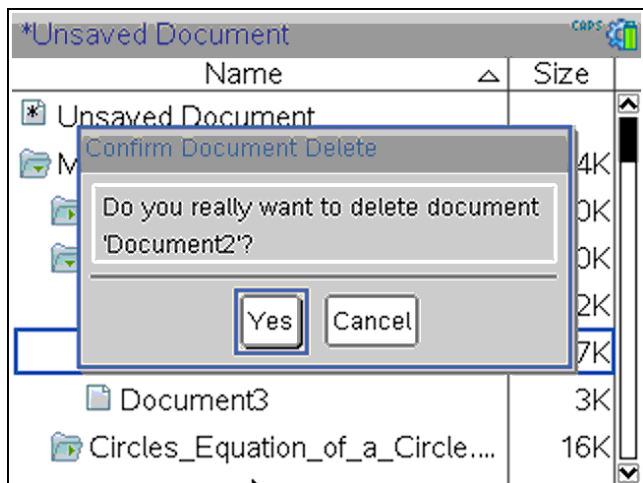 *Unsaved Document
CAPS
Name Size
Unsaved Document
M 4K
Confirm Document Delete
0K
Do you really want to delete document
'Document2'?
0K
2K
Yes Cancel
7K
Document3 3K
Circles_Equation_of_a_Circle.... 16K